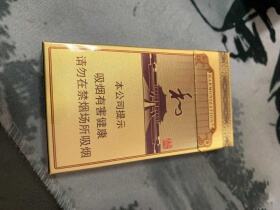 和
本公司提示
吸烟有害健康
请勿在禁烟场所吸烟